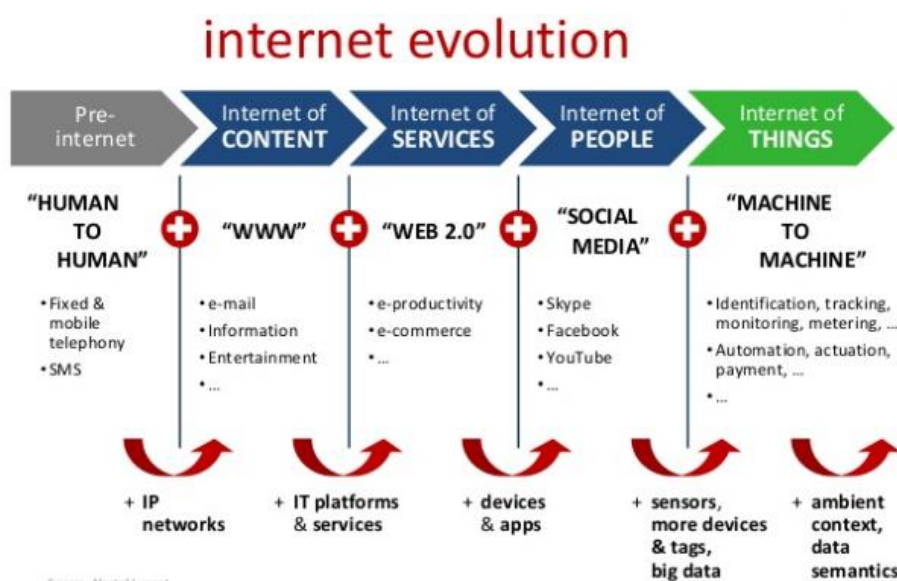 internet evolution
Pre-
internet
Internet of
CONTENT
Internet of
SERVICES
Internet of
PEOPLE
Internet of
THINGS
“HUMAN
TO
HUMAN”
“WWW”
“WEB 2.0”
“SOCIAL
MEDIA”
“MACHINE
TO
MACHINE”
• Fixed &
mobile
telephony
• SMS
• e-mail
• Information
• Entertainment
• ...
• e-productivity
• e-commerce
• ...
• Skype
• Facebook
• YouTube
• ...
• Identification, tracking,
monitoring, metering, ...
• Automation, actuation,
payment, ...
• ...
+ IP
networks
+ IT platforms
& services
+ devices
& apps
+ sensors,
more devices
& tags,
big data
+ ambient
context,
data
semantics